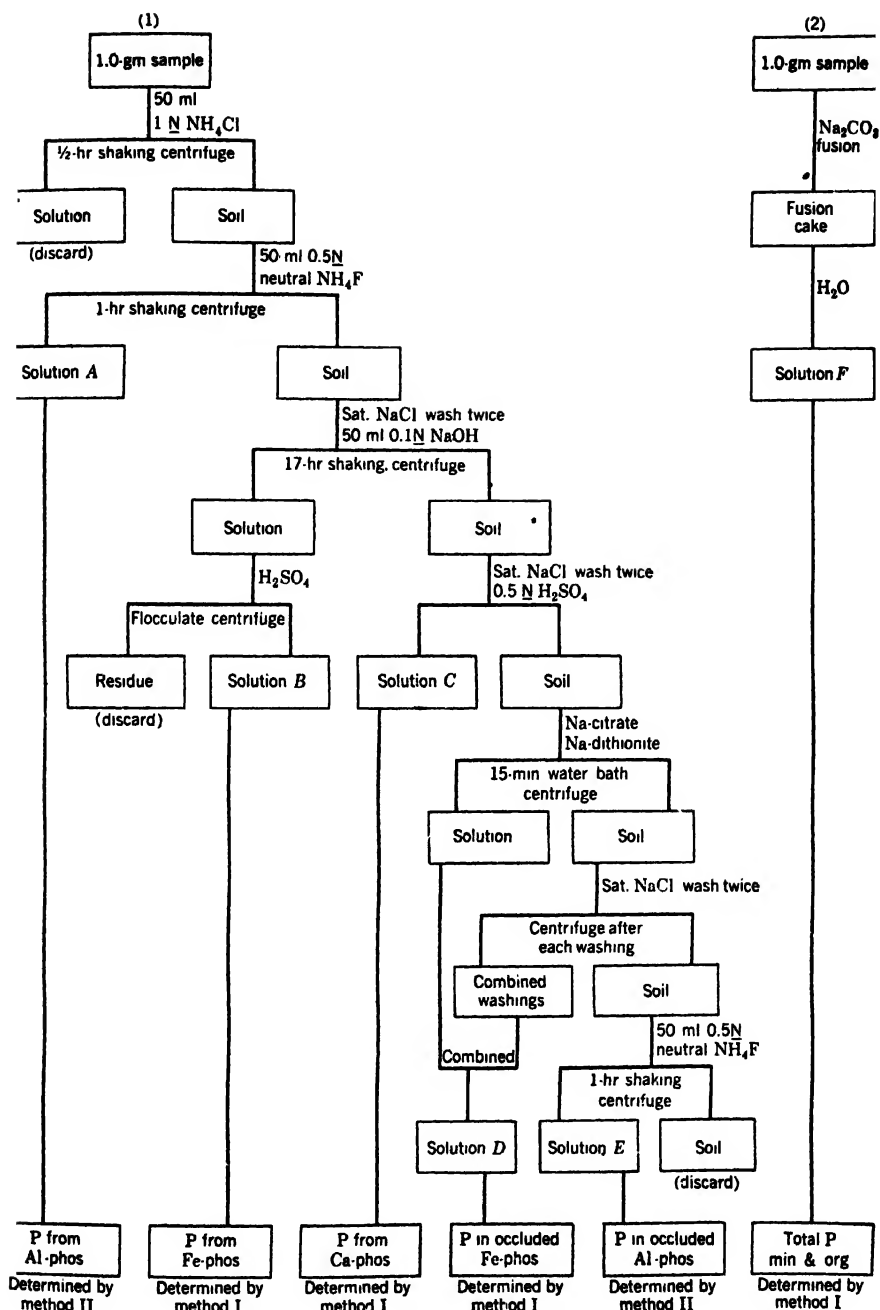 (1)
(2)
1.0-gm sample
1.0-gm sample
50 ml
1 N NH₄Cl
Na₂CO₃
fusion
½-hr shaking centrifuge
Solution
(discard)
Soil
Fusion
cake
50 ml 0.5N
neutral NH₄F
H₂O
1-hr shaking centrifuge
Solution A
Soil
Solution F
Sat. NaCl wash twice
50 ml 0.1N NaOH
17-hr shaking, centrifuge
Solution
Soil
H₂SO₄
Sat. NaCl wash twice
0.5 N H₂SO₄
Flocculate centrifuge
Residue
(discard)
Solution B
Solution C
Soil
Na-citrate
Na-dithionite
15-min water bath
centrifuge
Solution
Soil
Sat. NaCl wash twice
Centrifuge after
each washing
Combined
washings
Soil
50 ml 0.5N
neutral NH₄F
Combined
1-hr shaking
centrifuge
Solution D
Solution E
Soil
(discard)
P from
Al-phos
Determined by
method II
P from
Fe-phos
Determined by
method I
P from
Ca-phos
Determined by
method I
P in occluded
Fe-phos
Determined by
method I
P in occluded
Al-phos
Determined by
method II
Total P
min & org
Determined by
method I